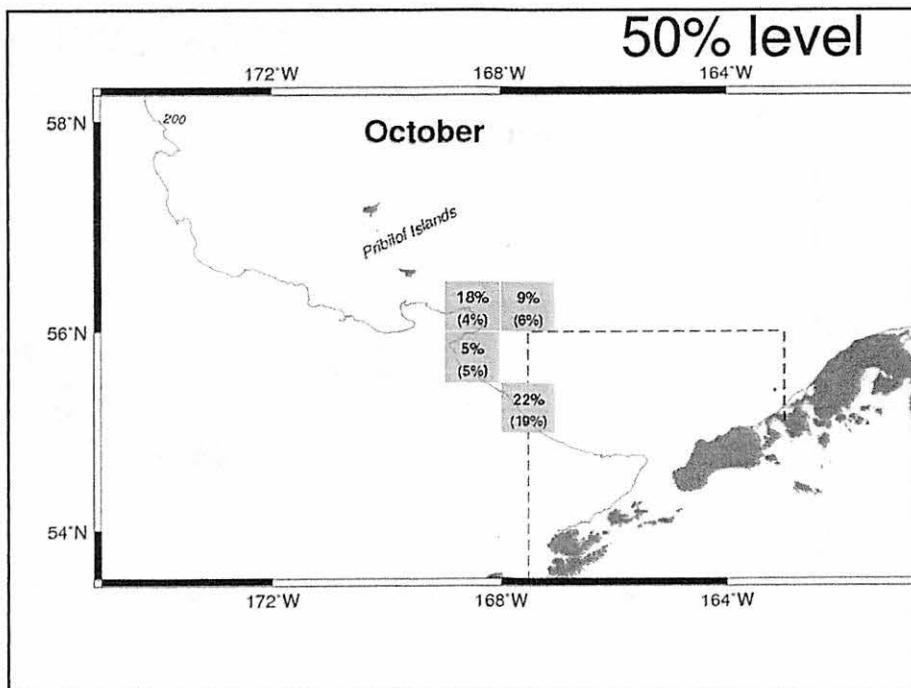 50% level
172°W 168°W 164°W
58°N
200
October
Pribilof Islands
18% 9%
(4%) (6%)
56°N
5%
(5%)
22%
(19%)
54°N
172°W 168°W 164°W